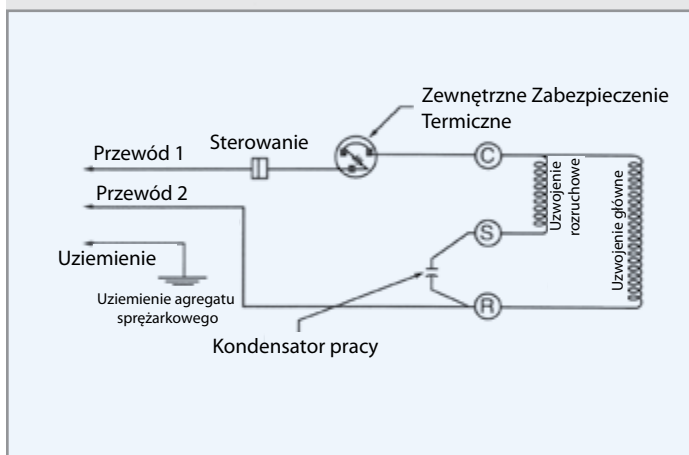 Zewnętrzne Zabezpieczenie
Termiczne
Sterowanie
Przewód 1
C
Przewód 2
Uzwojenie
rozruchowe
Uzwojenie główne
S
Uziemienie
Uziemienie agregatu
sprężarkowego
R
Kondensator pracy